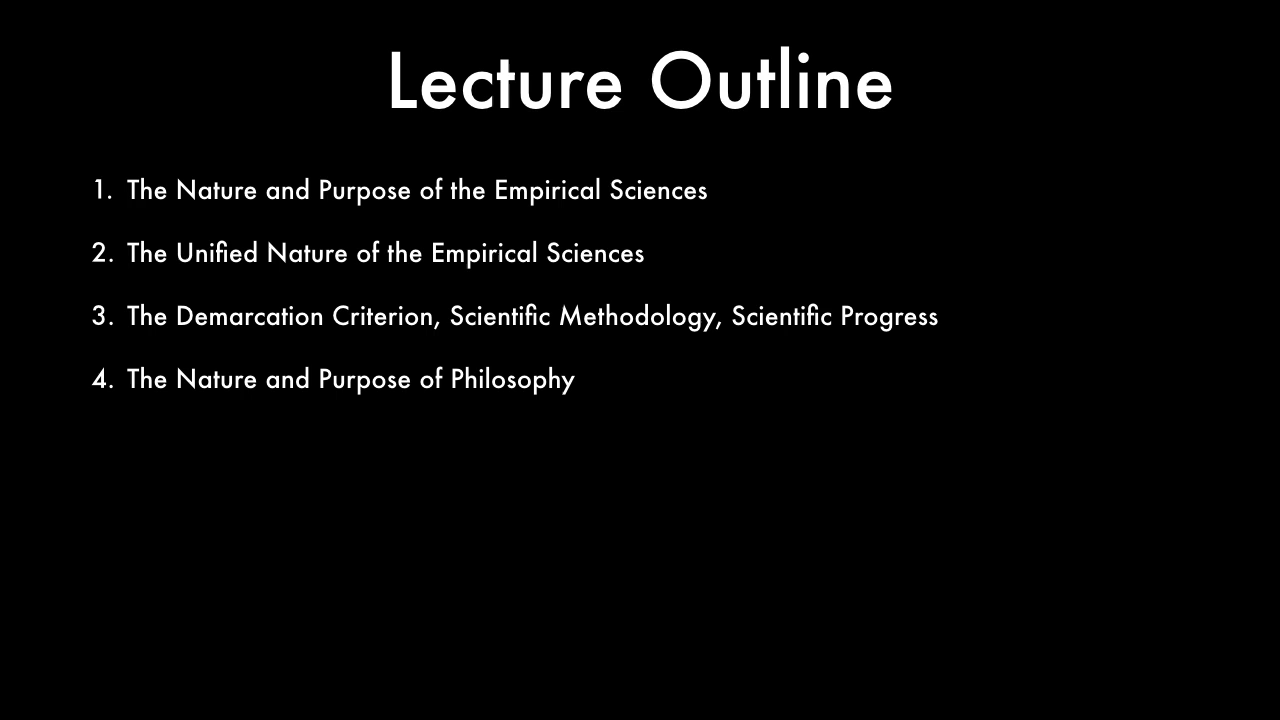 Lecture Outline
1. The Nature and Purpose of the Empirical Sciences
2. The Unified Nature of the Empirical Sciences
3. The Demarcation Criterion, Scientific Methodology, Scientific Progress
4. The Nature and Purpose of Philosophy